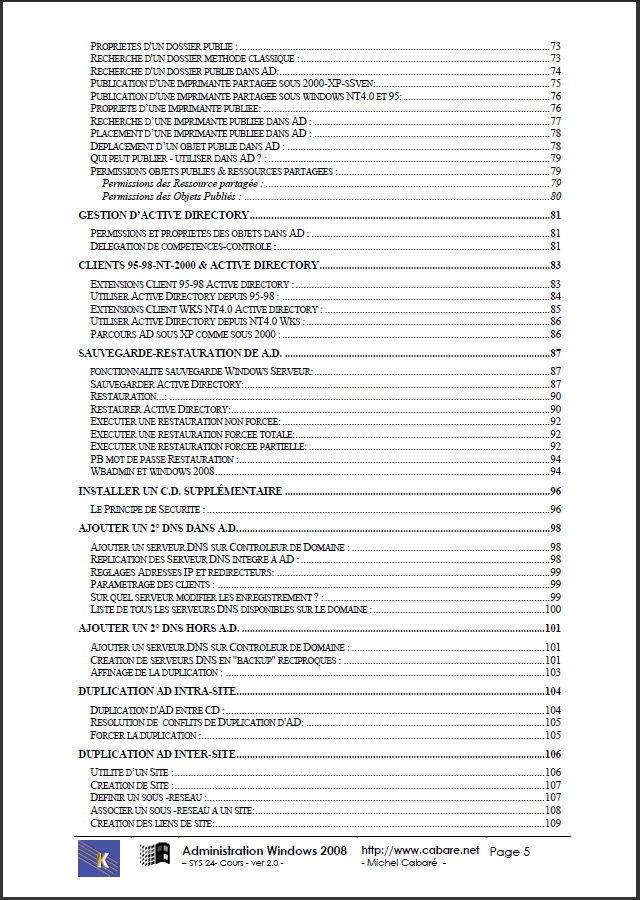 PROPRIETES D'UN DOSSIER PUBLIE : 73
RECHERCHE D'UN DOSSIER METHODE CLASSIQUE : 73
RECHERCHE D'UN DOSSIER PUBLIE DANS AD: 74
PUBLICATION D'UNE IMPRIMANTE PARTAGEE SOUS 2000-XP-SSVEN: 75
PUBLICATION D'UNE IMPRIMANTE PARTAGEE SOUS WINDOWS NT4.0 ET 95: 76
PROPRIETE D'UNE IMPRIMANTE PUBLIEE: 76
RECHERCHE D'UNE IMPRIMANTE PUBLIEE DANS AD : 77
PLACEMENT D'UNE IMPRIMANTE PUBLIEE DANS AD : 78
DEPLACEMENT D'UN OBJET PUBLIE DANS AD : 78
QUI PEUT PUBLIER - UTILISER DANS AD ? : 79
PERMISSIONS OBJETS PUBLIES & RESSOURCES PARTAGEES : 79
Permissions des Ressource partagée : 79
Permissions des Objets Publiés : 80
GESTION D'ACTIVE DIRECTORY 81
PERMISSIONS ET PROPRIETES DES OBJETS DANS AD : 81
DELEGATION DE COMPETENCES-CONTROLE : 81
CLIENTS 95-98-NT-2000 & ACTIVE DIRECTORY 83
EXTENSIONS CLIENT 95-98 ACTIVE DIRECTORY : 83
UTILISER ACTIVE DIRECTORY DEPUIS 95-98 : 84
EXTENSIONS CLIENT WKS NT4.0 ACTIVE DIRECTORY : 85
UTILISER ACTIVE DIRECTORY DEPUIS NT4.0 WKS : 86
PARCOURS AD SOUS XP COMME SOUS 2000 : 86
SAUVEGARDE-RESTAURATION DE A.D. 87
FONCTIONNALITE SAUVEGARDE WINDOWS SERVEUR: 87
SAUVEGARDER ACTIVE DIRECTORY: 87
RESTAURATION...: 90
RESTAURER ACTIVE DIRECTORY: 90
EXECUTER UNE RESTAURATION NON FORCEE: 92
EXECUTER UNE RESTAURATION FORCEE TOTALE: 92
EXECUTER UNE RESTAURATION FORCEE PARTIELLE: 92
PB MOT DE PASSE RESTAURATION : 94
WBADMIN ET WINDOWS 2008 94
INSTALLER UN C.D. SUPPLÉMENTAIRE 96
LE PRINCIPE DE SECURITE : 96
AJOUTER UN 2° DNS DANS A.D. 98
AJOUTER UN SERVEUR DNS SUR CONTROLEUR DE DOMAINE : 98
REPLICATION DES SERVEUR DNS INTEGRE A AD : 98
REGLAGES ADRESSES IP ET REDIRECTEURS: 99
PARAMETRAGE DES CLIENTS : 99
SUR QUEL SERVEUR MODIFIER LES ENREGISTREMENT ? : 99
LISTE DE TOUS LES SERVEURS DNS DISPONIBLES SUR LE DOMAINE : 100
AJOUTER UN 2° DNS HORS A.D. 101
AJOUTER UN SERVEUR DNS SUR CONTROLEUR DE DOMAINE : 101
CREATION DE SERVEURS DNS EN "BACKUP" RECIPROQUES : 101
AFFINAGE DE LA DUPLICATION : 103
DUPLICATION AD INTRA-SITE 104
DUPLICATION D'AD ENTRE CD : 104
RESOLUTION DE CONFLITS DE DUPLICATION D'AD: 105
FORCER LA DUPLICATION : 105
DUPLICATION AD INTER-SITE 106
UTILITE D'UN SITE : 106
CREATION DE SITE : 107
DEFINIR UN SOUS -RESEAU : 107
ASSOCIER UN SOUS -RESEAU A UN SITE: 108
CREATION DES LIENS DE SITE: 109
K Administration Windows 2008 http://www.cabare.net Page 5
– SYS 24- Cours - ver 2.0 - - Michel Cabaré -